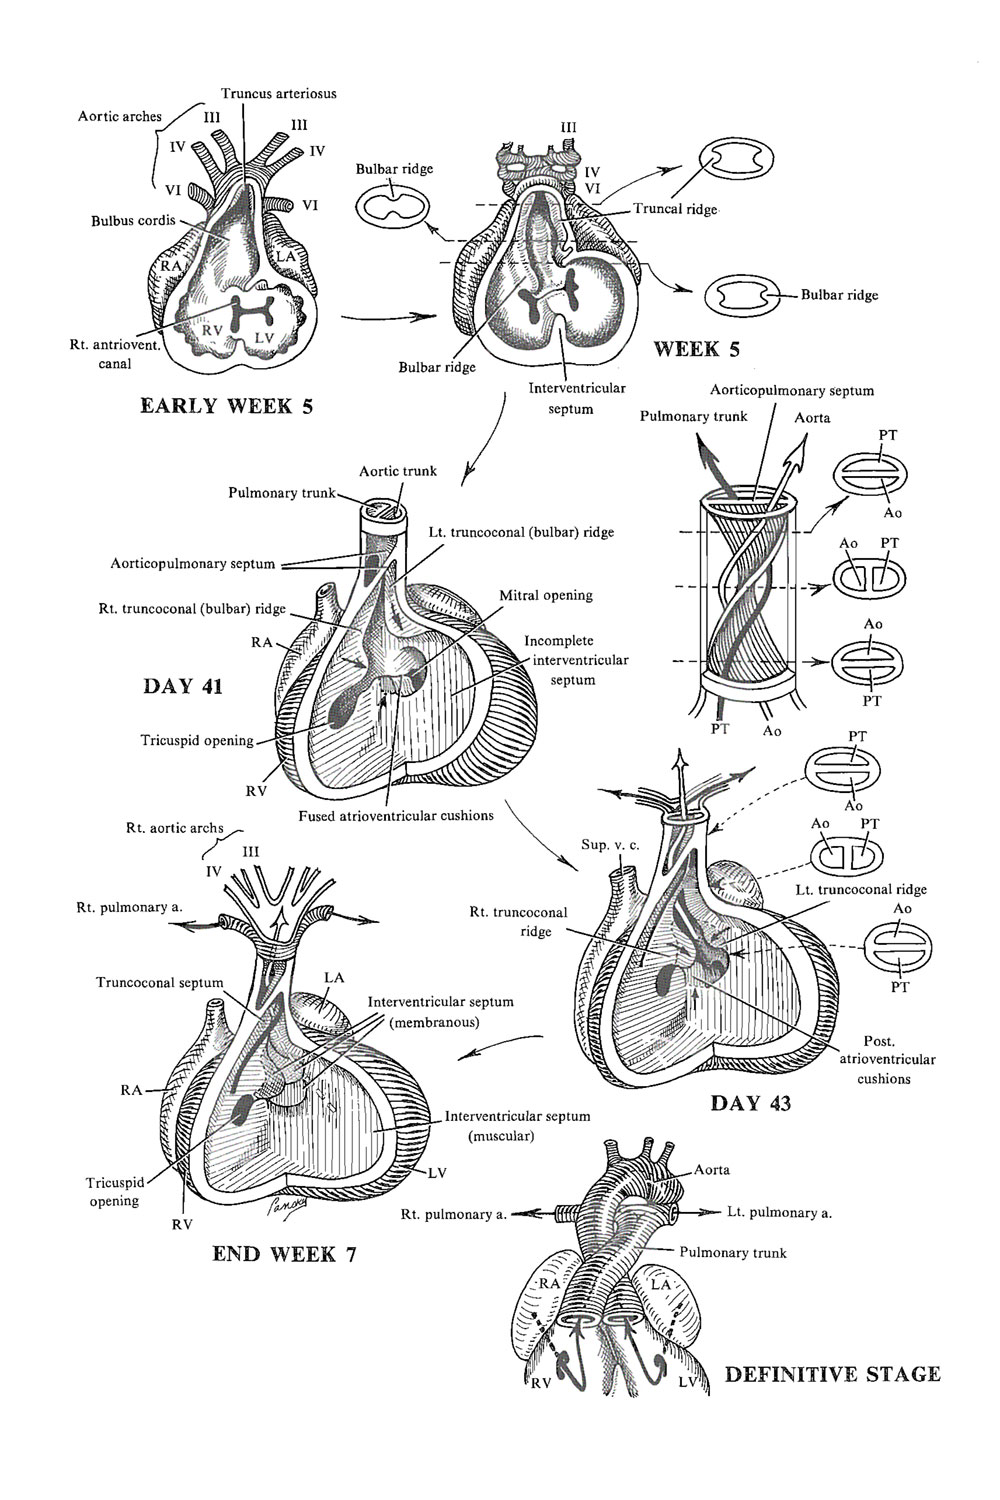 Truncus arteriosus
Aortic arches
III
III
IV
IV
VI
VI
Bulbus cordis
RA
LA
RV
LV
Rt. antriovent.
canal
EARLY WEEK 5
Bulbar ridge
III
IV
VI
Truncal ridge
Bulbar ridge
Bulbar ridge
WEEK 5
Interventricular
septum
Aorticopulmonary septum
Pulmonary trunk
Aorta
PT
Ao
Ao
PT
Ao
PT
PT
Ao
Aortic trunk
Pulmonary trunk
Lt. truncoconal (bulbar) ridge
Aorticopulmonary septum
Mitral opening
Rt. truncoconal (bulbar) ridge
RA
Incomplete
interventricular
septum
DAY 41
Tricuspid opening
RV
Fused atrioventricular cushions
PT
Ao
Ao
PT
Sup. v. c.
Lt. truncoconal ridge
Rt. truncoconal
ridge
Ao
PT
Post.
atrioventricular
cushions
DAY 43
Rt. aortic archs
III
IV
Rt. pulmonary a.
Truncoconal septum
LA
Interventricular septum
(membranous)
RA
Interventricular septum
(muscular)
Tricuspid
opening
LV
RV
Pansky
END WEEK 7
Aorta
Rt. pulmonary a.
Lt. pulmonary a.
Pulmonary trunk
RA
LA
RV
LV
DEFINITIVE STAGE